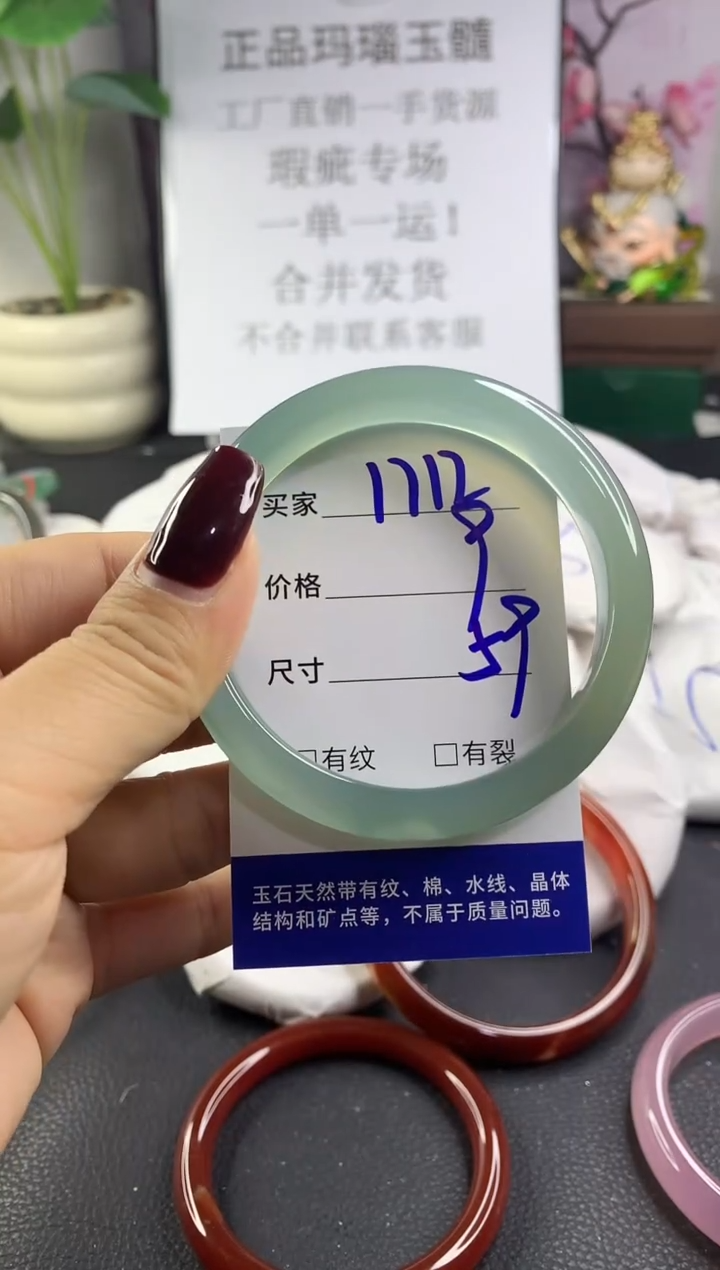 正品玛瑙玉髓
工厂直销一手货源
瑕疵专场
一单一运!
合并发货
不合并联系客服
买家
价格
尺寸 59
□有纹 □有裂
玉石天然带有纹、棉、水线、晶体
结构和矿点等，不属于质量问题。